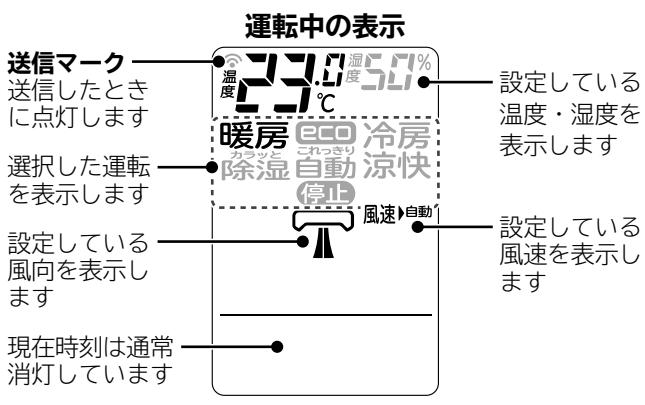 運転中の表示
送信マーク
送信したとき
に点灯します
選択した運転
を表示します
設定している
風向を表示し
ます
現在時刻は通常
消灯しています
温度 23.0℃ 湿度 50%
暖房 eco 冷房
カラッと これっきり
除湿 自動 涼快
停止
風速 自動
設定している
温度・湿度を
表示します
設定している
風速を表示し
ます